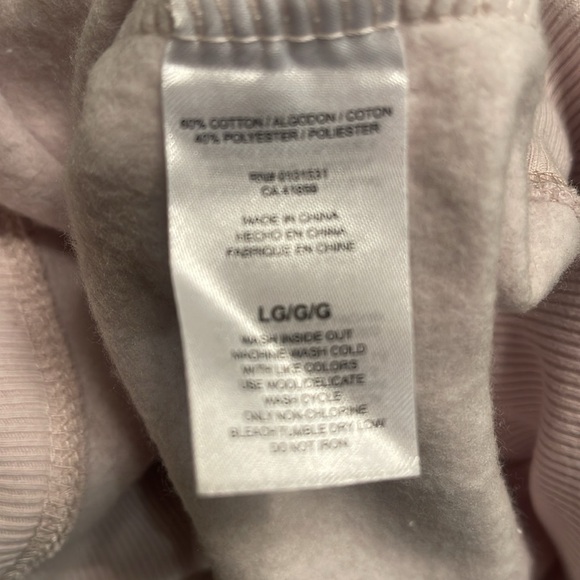 60% COTTON / ALGODON / COTON
40% POLYESTER / POLIESTER
RN# 0131531
CA 41899
MADE IN CHINA
HECHO EN CHINA
FABRIQUE EN CHINE
LG/G/G
WASH INSIDE OUT
MACHINE WASH COLD
WITH LIKE COLORS
USE WOOL/DELICATE
WASH CYCLE
ONLY NON-CHLORINE
BLEACH TUMBLE DRY LOW
DO NOT IRON